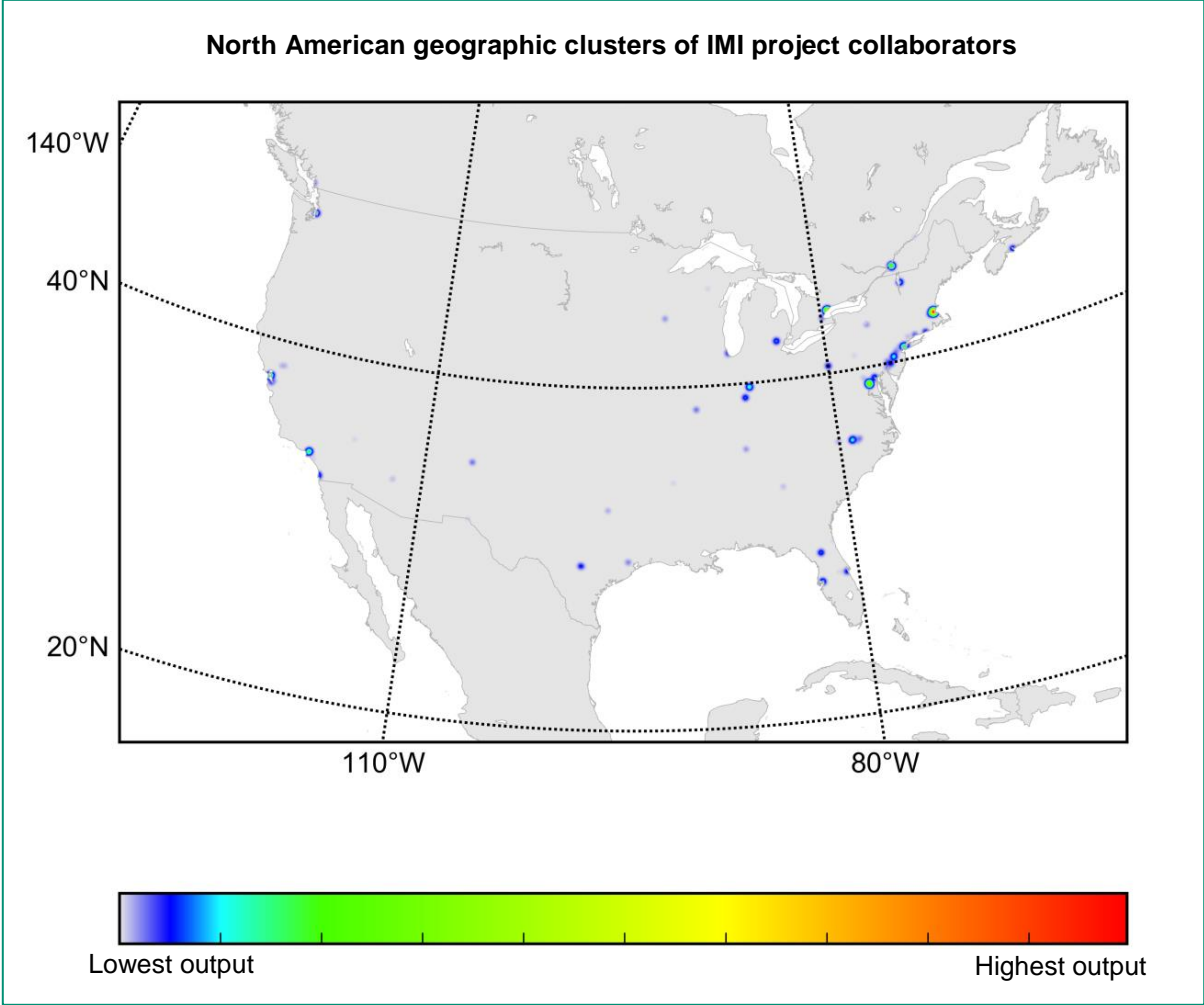 North American geographic clusters of IMI project collaborators
140°W
40°N
20°N
110°W
80°W
Lowest output
Highest output